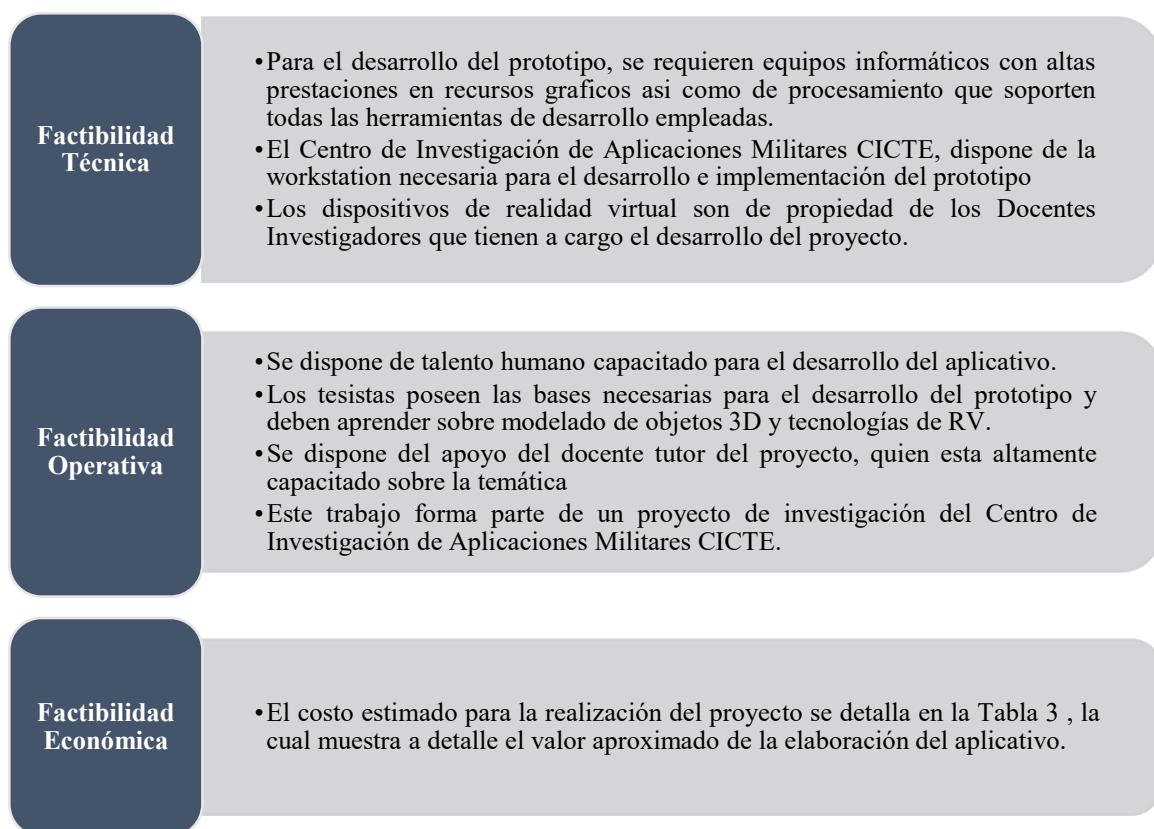 Factibilidad
Técnica
•Para el desarrollo del prototipo, se requieren equipos informáticos con altas
prestaciones en recursos graficos asi como de procesamiento que soporten
todas las herramientas de desarrollo empleadas.
•El Centro de Investigación de Aplicaciones Militares CICTE, dispone de la
workstation necesaria para el desarrollo e implementación del prototipo
•Los dispositivos de realidad virtual son de propiedad de los Docentes
Investigadores que tienen a cargo el desarrollo del proyecto.
Factibilidad
Operativa
•Se dispone de talento humano capacitado para el desarrollo del aplicativo.
•Los tesistas poseen las bases necesarias para el desarrollo del prototipo y
deben aprender sobre modelado de objetos 3D y tecnologías de RV.
•Se dispone del apoyo del docente tutor del proyecto, quien esta altamente
capacitado sobre la temática
•Este trabajo forma parte de un proyecto de investigación del Centro de
Investigación de Aplicaciones Militares CICTE.
Factibilidad
Económica
•El costo estimado para la realización del proyecto se detalla en la Tabla 3 , la
cual muestra a detalle el valor aproximado de la elaboración del aplicativo.